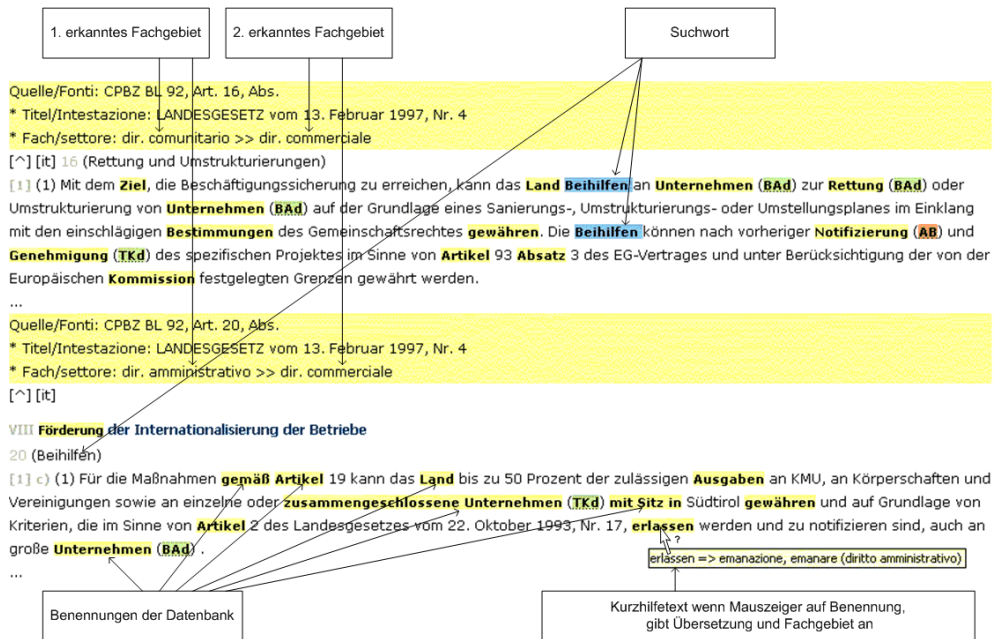 1. erkanntes Fachgebiet
2. erkanntes Fachgebiet
Suchwort
Quelle/Fonti: CPBZ BL 92, Art. 16, Abs.
* Titel/Intestazione: LANDESGESETZ vom 13. Februar 1997, Nr. 4
* Fach/settore: dir. comunitario >> dir. commerciale
[^] [it] 16 (Rettung und Umstrukturierungen)
[1] (1) Mit dem Ziel, die Beschäftigungssicherung zu erreichen, kann das Land Beihilfen an Unternehmen (BAd) zur Rettung (BAd) oder
Umstrukturierung von Unternehmen (BAd) auf der Grundlage eines Sanierungs-, Umstrukturierungs- oder Umstellungsplanes im Einklang
mit den einschlägigen Bestimmungen des Gemeinschaftsrechtes gewähren. Die Beihilfen können nach vorheriger Notifizierung (AB) und
Genehmigung (TKd) des spezifischen Projektes im Sinne von Artikel 93 Absatz 3 des EG-Vertrages und unter Berücksichtigung der von der
Europäischen Kommission festgelegten Grenzen gewährt werden.
...
Quelle/Fonti: CPBZ BL 92, Art. 20, Abs.
* Titel/Intestazione: LANDESGESETZ vom 13. Februar 1997, Nr. 4
* Fach/settore: dir. amministrativo >> dir. commerciale
[^] [it]
VIII Förderung der Internationalisierung der Betriebe
20 (Beihilfen)
[1] c) (1) Für die Maßnahmen gemäß Artikel 19 kann das Land bis zu 50 Prozent der zulässigen Ausgaben an KMU, an Körperschaften und
Vereinigungen sowie an einzelne oder zusammengeschlossene Unternehmen (TKd) mit Sitz in Südtirol gewähren und auf Grundlage von
Kriterien, die im Sinne von Artikel 2 des Landesgesetzes vom 22. Oktober 1993, Nr. 17, erlassen werden und zu notifizieren sind, auch an
große Unternehmen (BAd) .
?
erlassen => emanazione, emanare (diritto amministrativo)
...
Benennungen der Datenbank
Kurzhilfetext wenn Mauszeiger auf Benennung,
gibt Übersetzung und Fachgebiet an